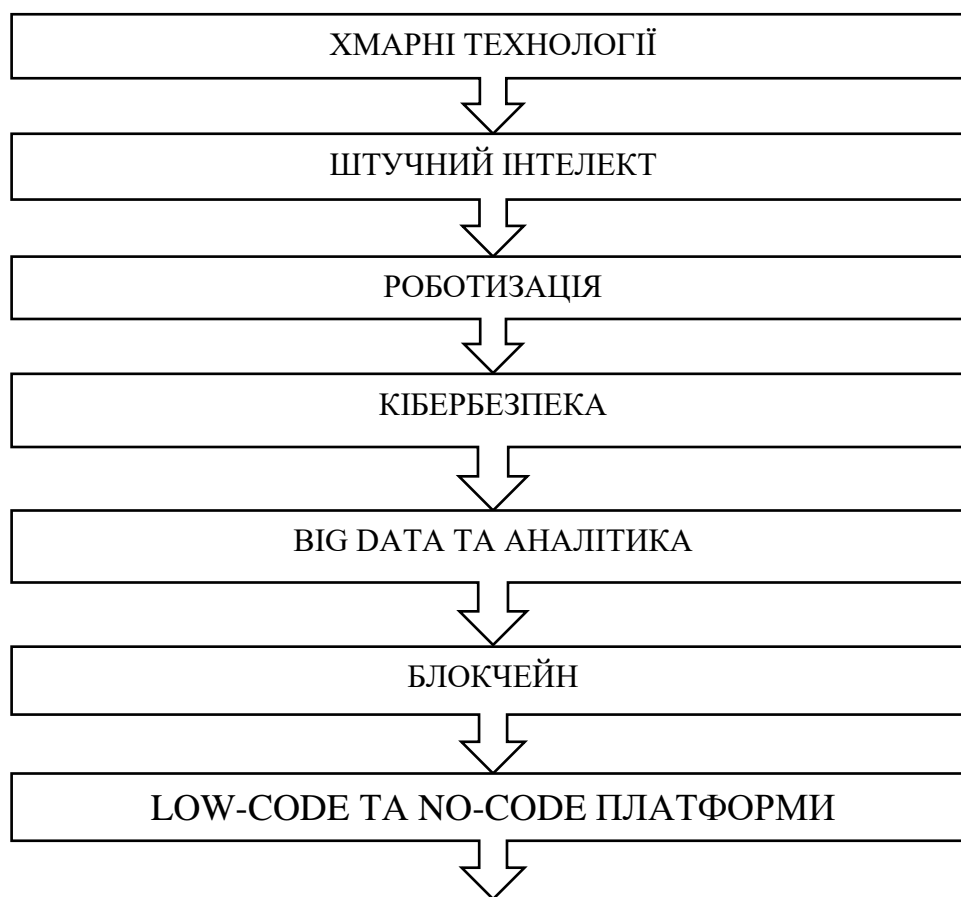 ХМАРНІ ТЕХНОЛОГІЇ
ШТУЧНИЙ ІНТЕЛЕКТ
РОБОТИЗАЦІЯ
КІБЕРБЕЗПЕКА
BIG DATA ТА АНАЛІТИКА
БЛОКЧЕЙН
LOW-CODE ТА NO-CODE ПЛАТФОРМИ